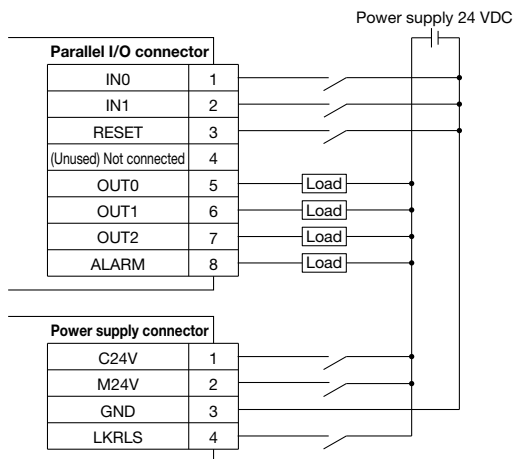 Power supply 24 VDC
Parallel I/O connector
IN0 1
IN1 2
RESET 3
(Unused) Not connected 4
OUT0 5 Load
OUT1 6 Load
OUT2 7 Load
ALARM 8 Load
Power supply connector
C24V 1
M24V 2
GND 3
LKRLS 4